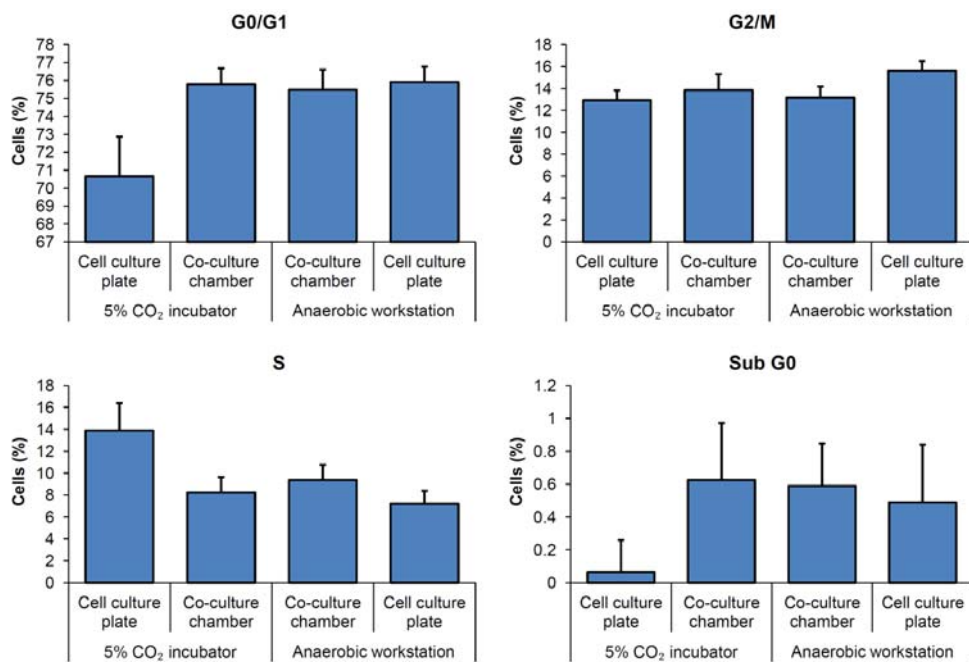 G0/G1
Cells (%)
78
77
76
75
74
73
72
71
70
69
68
67
Cell culture plate
Co-culture chamber
Co-culture chamber
Cell culture plate
5% CO₂ incubator
Anaerobic workstation
G2/M
Cells (%)
18
16
14
12
10
8
6
4
2
0
Cell culture plate
Co-culture chamber
Co-culture chamber
Cell culture plate
5% CO₂ incubator
Anaerobic workstation
S
Cells (%)
18
16
14
12
10
8
6
4
2
0
Cell culture plate
Co-culture chamber
Co-culture chamber
Cell culture plate
5% CO₂ incubator
Anaerobic workstation
Sub G0
Cells (%)
1.2
1
0.8
0.6
0.4
0.2
0
Cell culture plate
Co-culture chamber
Co-culture chamber
Cell culture plate
5% CO₂ incubator
Anaerobic workstation